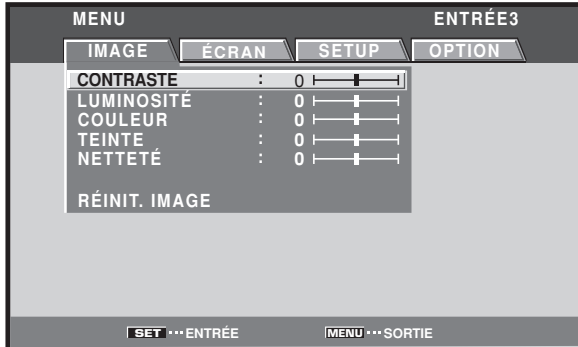 MENU ENTRÉE3
IMAGE ÉCRAN SETUP OPTION
CONTRASTE : 0
LUMINOSITÉ : 0
COULEUR : 0
TEINTE : 0
NETTETÉ : 0
RÉINIT. IMAGE
SET ··· ENTRÉE MENU ··· SORTIE